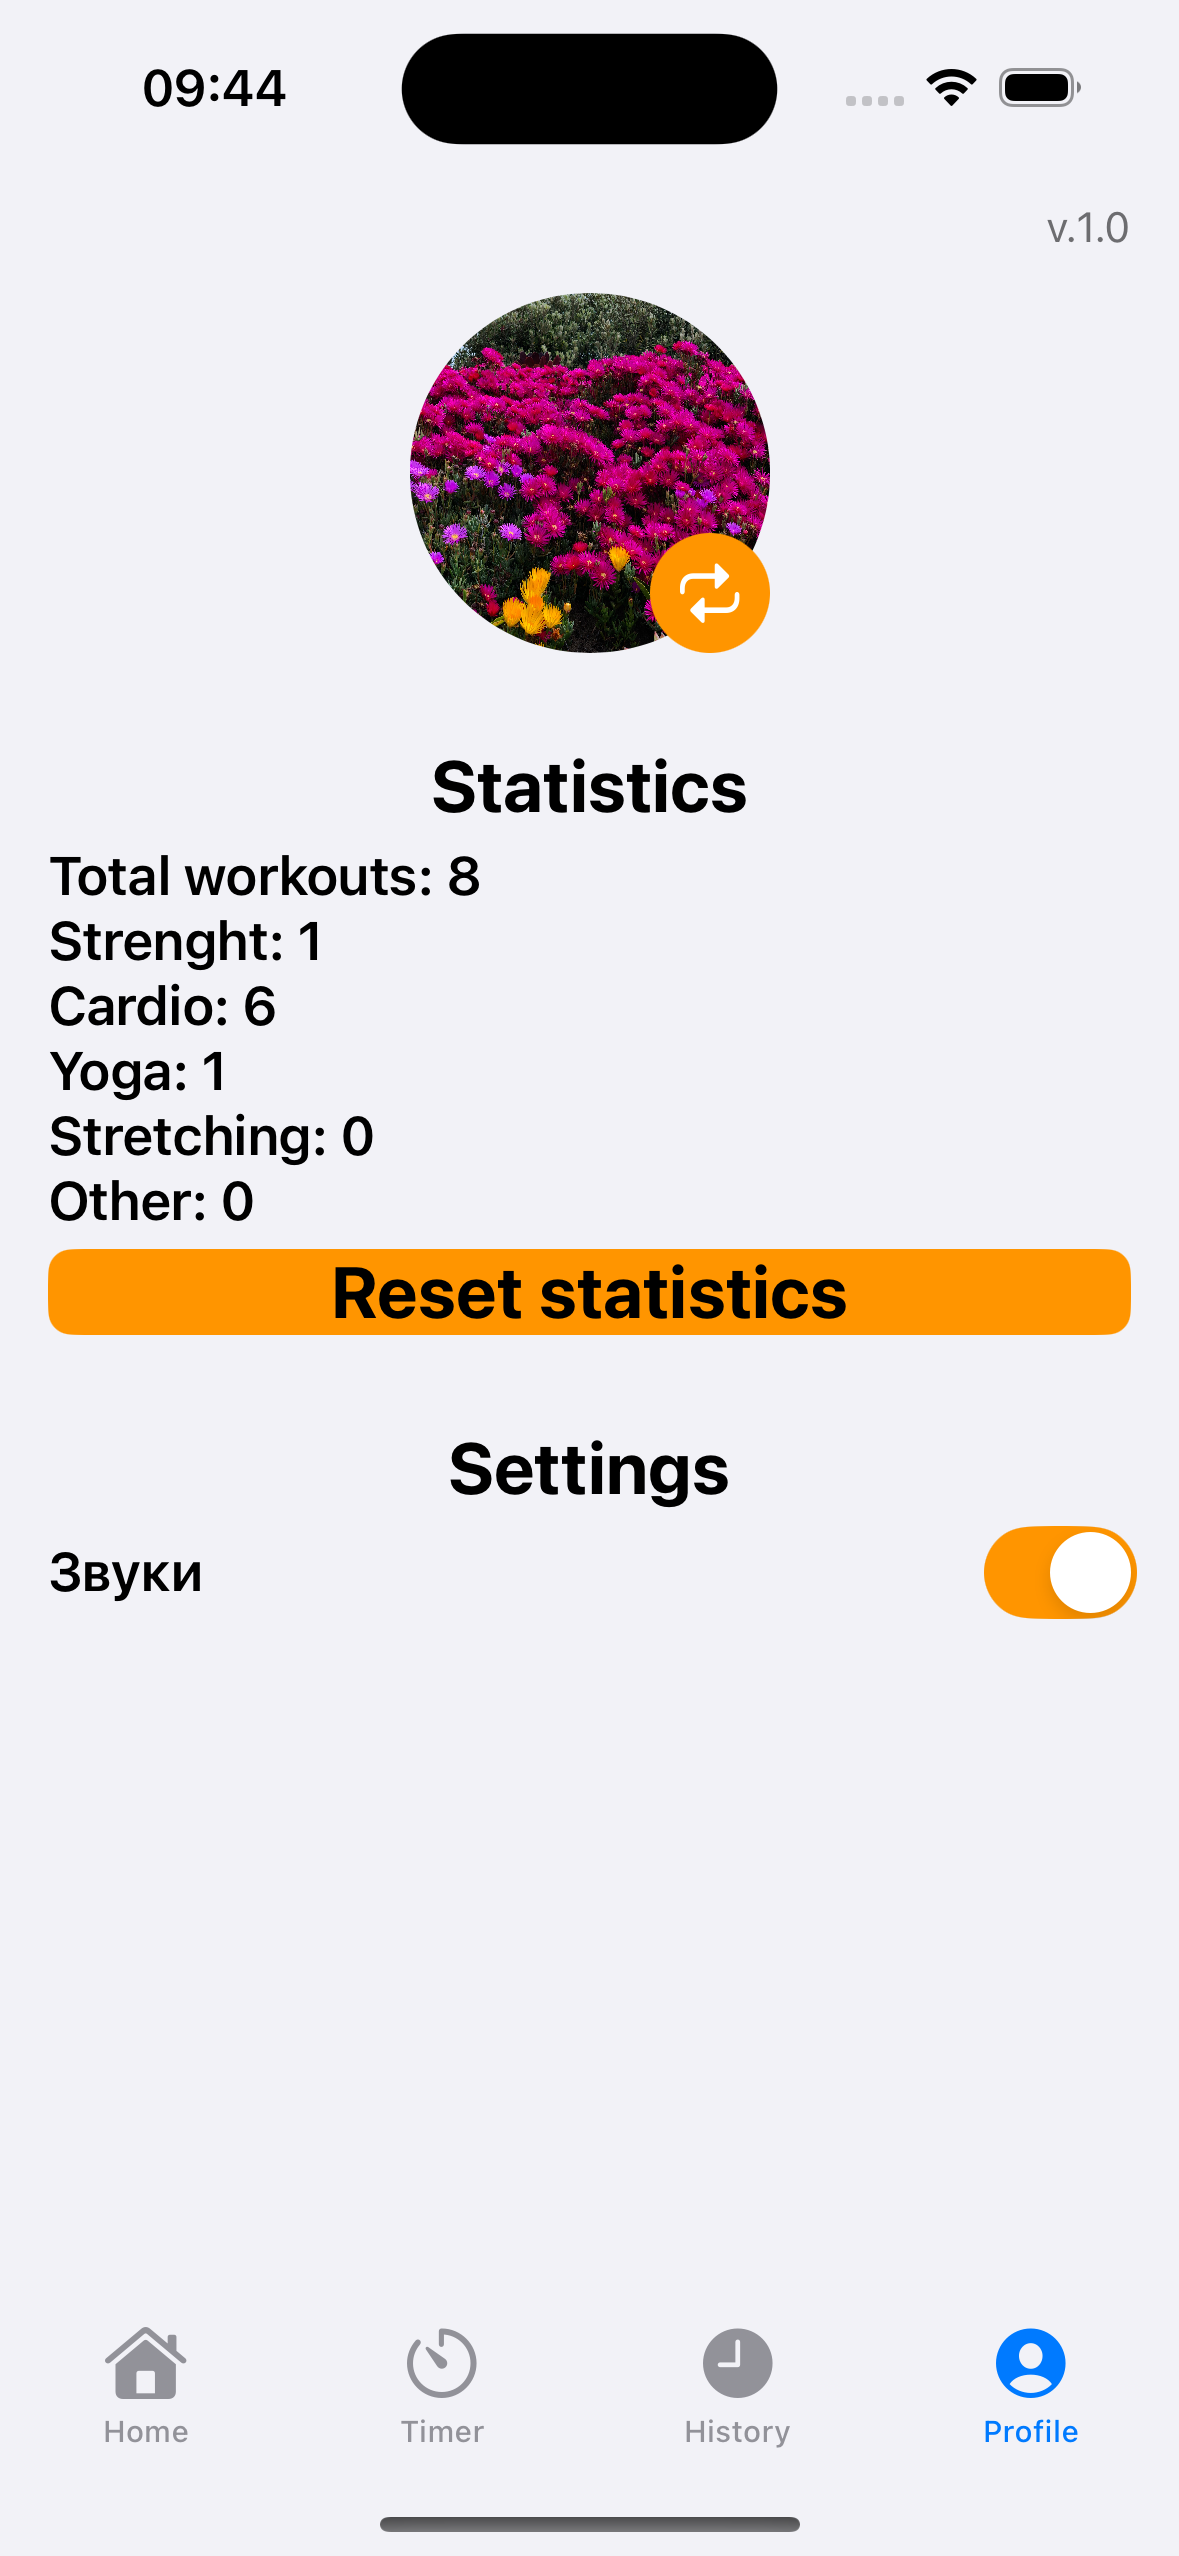 09:44
v.1.0
Statistics
Total workouts: 8
Strenght: 1
Cardio: 6
Yoga: 1
Stretching: 0
Other: 0
Reset statistics
Settings
Звуки
Home
Timer
History
Profile